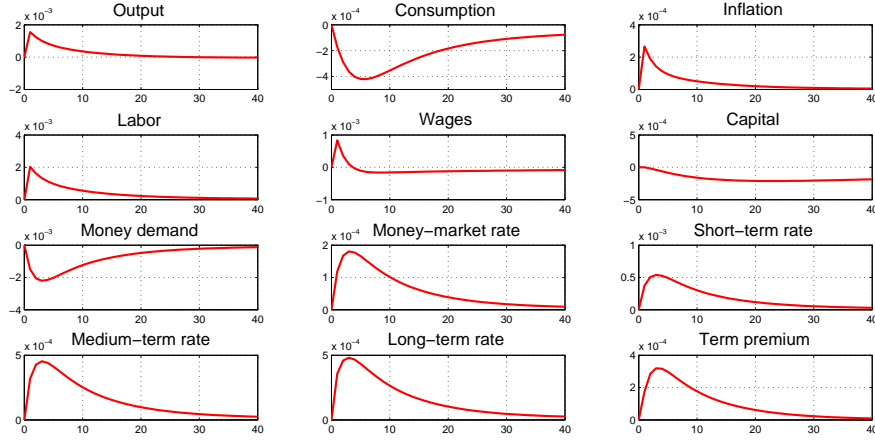 Output
x 10⁻³
2
0
−2
0 10 20 30 40
Consumption
x 10⁻⁴
0
−2
−4
0 10 20 30 40
Inflation
x 10⁻⁴
4
2
0
0 10 20 30 40
Labor
x 10⁻³
4
2
0
0 10 20 30 40
Wages
x 10⁻³
1
0
−1
0 10 20 30 40
Capital
x 10⁻⁴
5
0
−5
0 10 20 30 40
Money demand
x 10⁻³
0
−2
−4
0 10 20 30 40
Money−market rate
x 10⁻⁴
2
1
0
0 10 20 30 40
Short−term rate
x 10⁻³
1
0.5
0
0 10 20 30 40
Medium−term rate
x 10⁻⁴
5
0
0 10 20 30 40
Long−term rate
x 10⁻⁴
5
0
0 10 20 30 40
Term premium
x 10⁻⁴
4
2
0
0 10 20 30 40